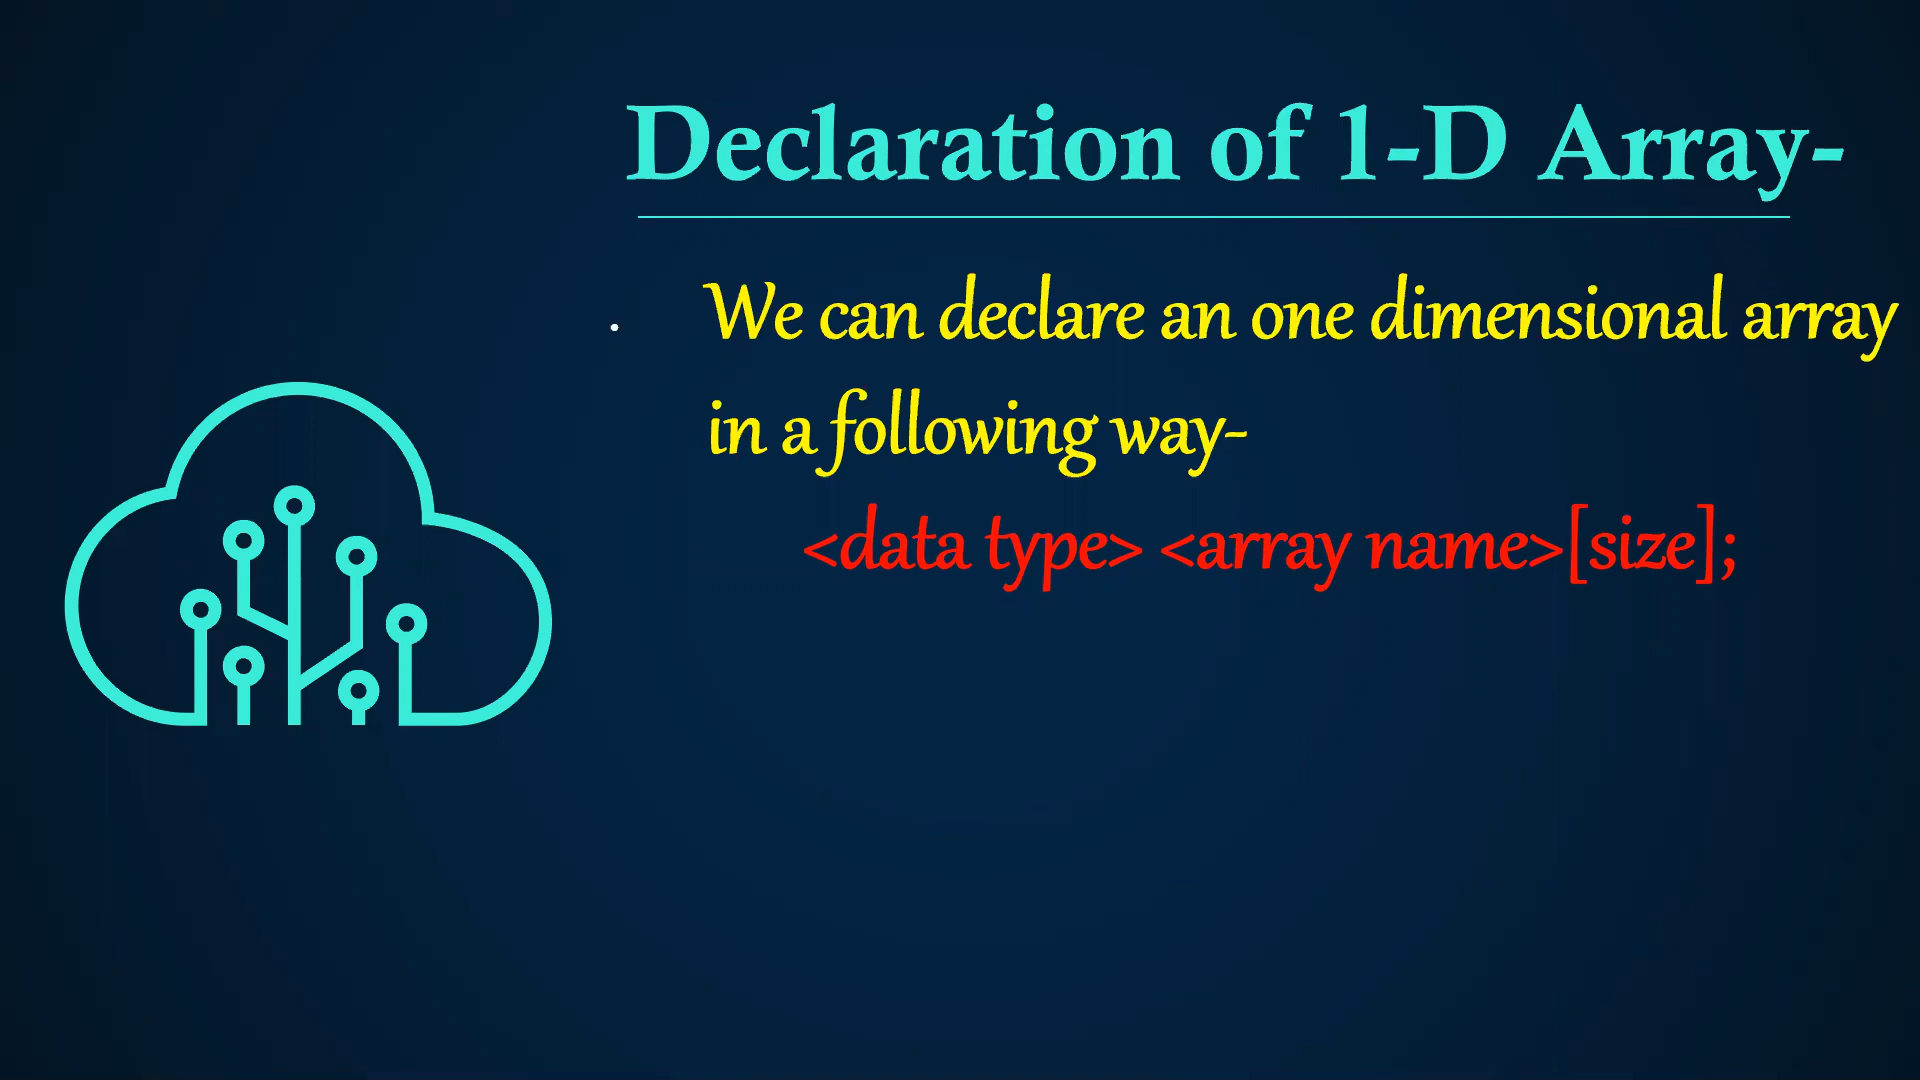 Declaration of 1-D Array-
• We can declare an one dimensional array
in a following way-
<data type> <array name>[size];